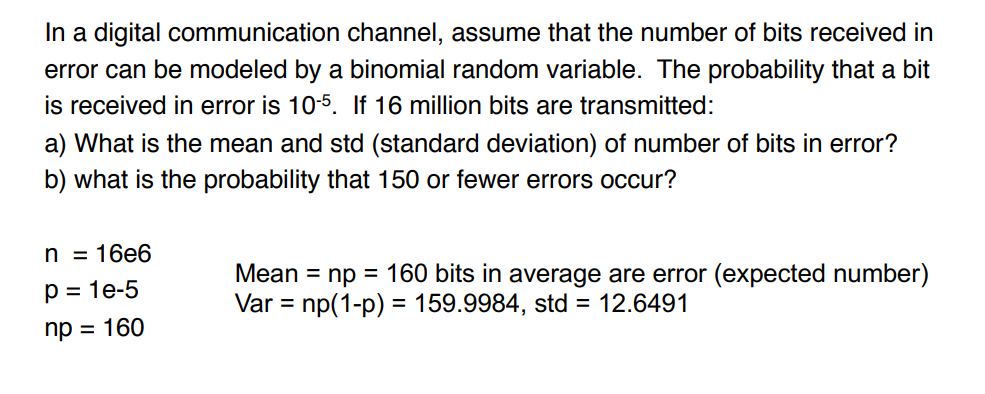 In a digital communication channel, assume that the number of bits received in
error can be modeled by a binomial random variable.  The probability that a bit
is received in error is 10⁻⁵.  If 16 million bits are transmitted:
a) What is the mean and std (standard deviation) of number of bits in error?
b) what is the probability that 150 or fewer errors occur?
n = 16e6
p = 1e-5
np = 160
Mean = np = 160 bits in average are error (expected number)
Var = np(1-p) = 159.9984, std = 12.6491